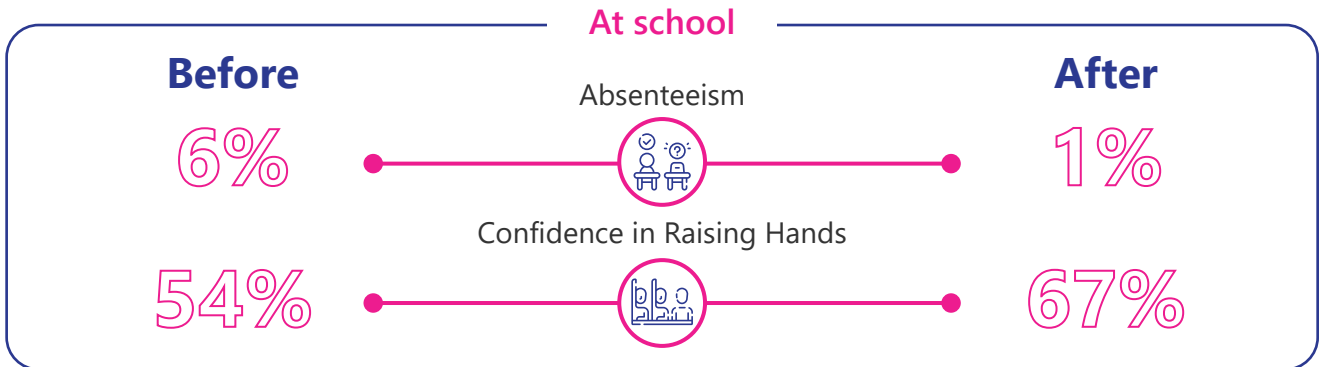 At school
Before
After
Absenteeism
6%
1%
Confidence in Raising Hands
54%
67%